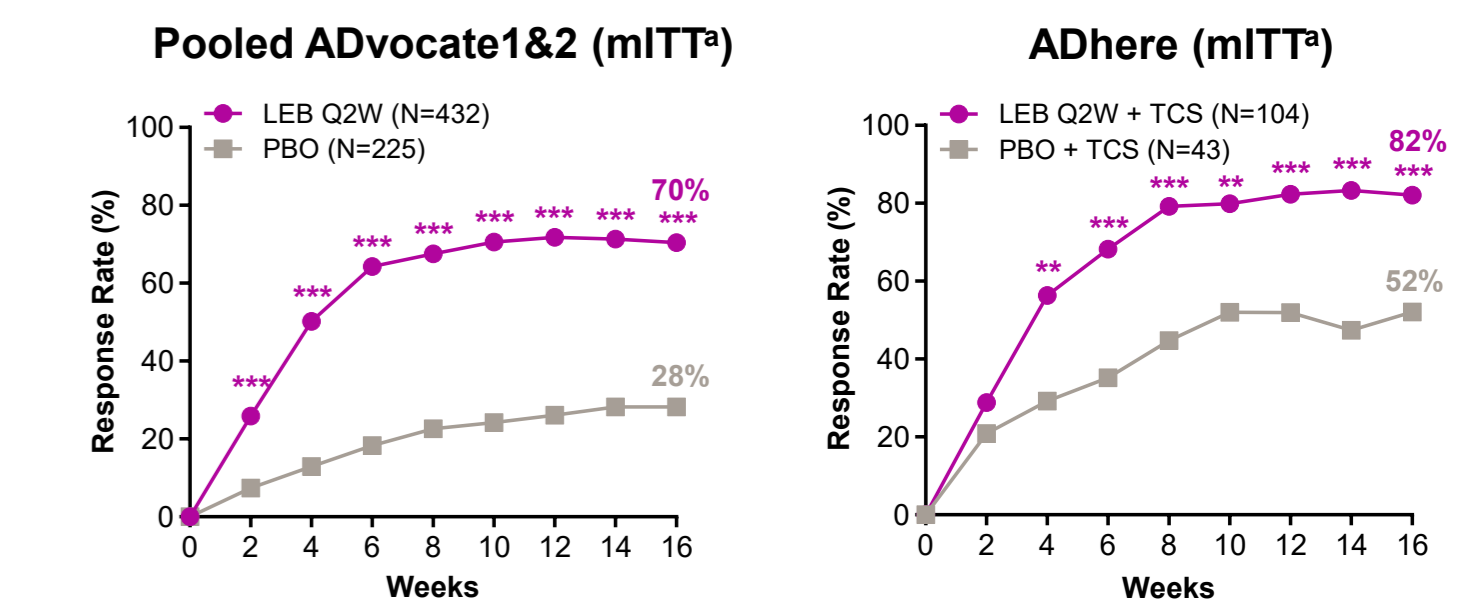 Pooled ADvocate1&2 (mITTᵃ)
LEB Q2W (N=432)
PBO (N=225)
Response Rate (%)
100
80
60
40
20
0
70%
*** *** *** *** *** *** *** ***
28%
0 2 4 6 8 10 12 14 16
Weeks
ADhere (mITTᵃ)
LEB Q2W + TCS (N=104)
PBO + TCS (N=43)
Response Rate (%)
100
80
60
40
20
0
82%
** *** *** ** *** *** ***
52%
0 2 4 6 8 10 12 14 16
Weeks